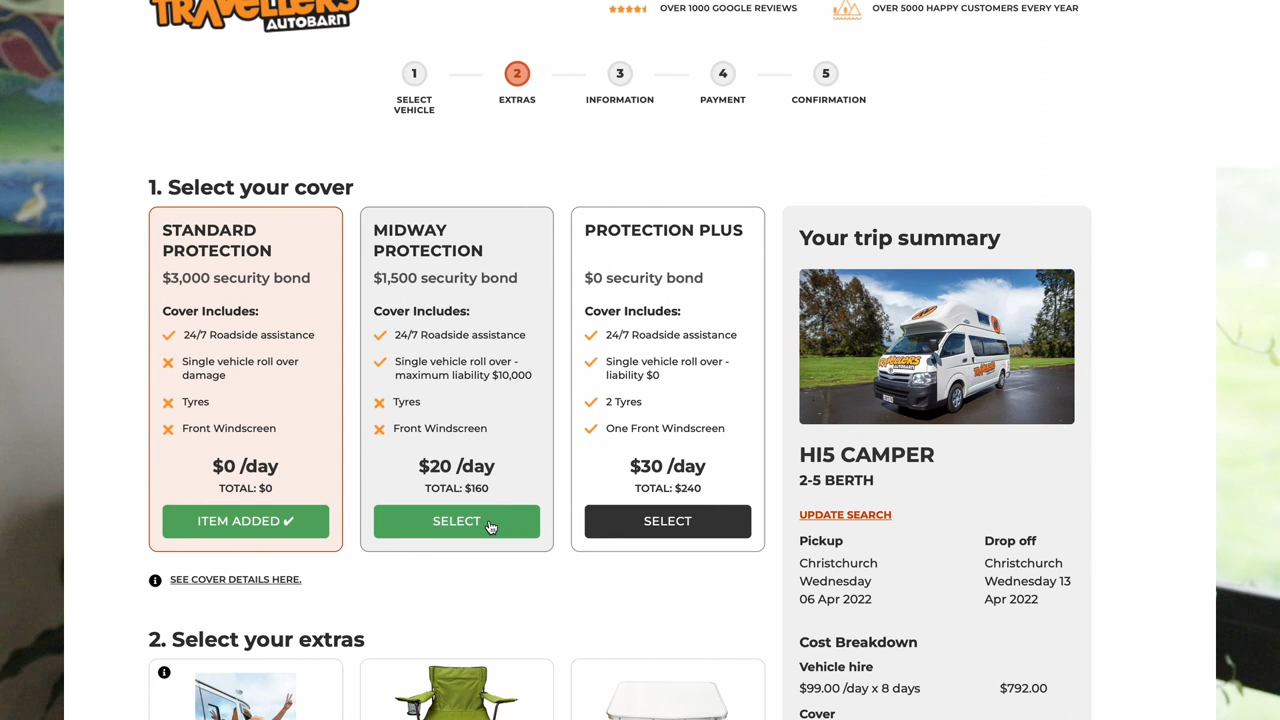 TRAVELLERS
AUTOBARN
OVER 1000 GOOGLE REVIEWS
OVER 5000 HAPPY CUSTOMERS EVERY YEAR
1
2
3
4
5
SELECT
VEHICLE
EXTRAS
INFORMATION
PAYMENT
CONFIRMATION
1. Select your cover
STANDARD
PROTECTION
$3,000 security bond
Cover Includes:
24/7 Roadside assistance
Single vehicle roll over
damage
Tyres
Front Windscreen
$0 /day
TOTAL: $0
ITEM ADDED ✔
MIDWAY
PROTECTION
$1,500 security bond
Cover Includes:
24/7 Roadside assistance
Single vehicle roll over -
maximum liability $10,000
Tyres
Front Windscreen
$20 /day
TOTAL: $160
SELECT
PROTECTION PLUS
$0 security bond
Cover Includes:
24/7 Roadside assistance
Single vehicle roll over -
liability $0
2 Tyres
One Front Windscreen
$30 /day
TOTAL: $240
SELECT
SEE COVER DETAILS HERE.
2. Select your extras
Your trip summary
TRAVELLERS
AUTOBARN
HI5 CAMPER
2-5 BERTH
UPDATE SEARCH
Pickup
Christchurch
Wednesday
06 Apr 2022
Drop off
Christchurch
Wednesday 13
Apr 2022
Cost Breakdown
Vehicle hire
$99.00 /day x 8 days
$792.00
Cover